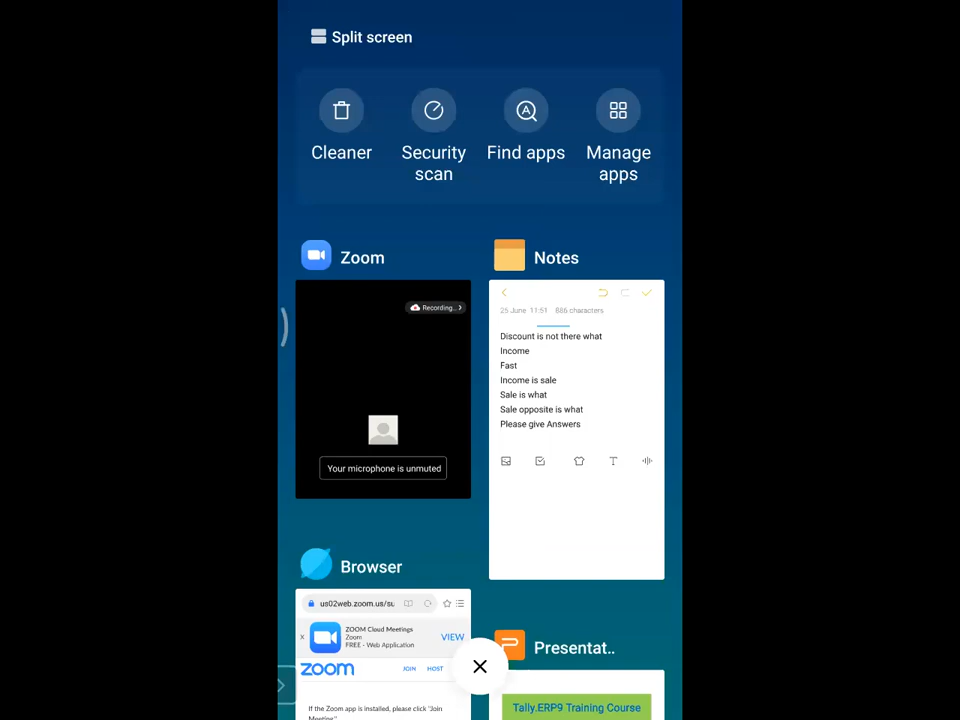 Split screen
Cleaner
Security scan
Find apps
Manage apps
Zoom
Recording...
Your microphone is unmuted
Notes
25 June 11:51 886 characters
Discount is not there what
Income
Fast
Income is sale
Sale is what
Sale opposite is what
Please give Answers
Browser
us02web.zoom.us/su
x
ZOOM Cloud Meetings
Zoom
FREE - Web Application
VIEW
zoom
JOIN HOST
If the Zoom app is installed, please click "Join
Meeting"
Presentat..
Tally.ERP9 Training Course